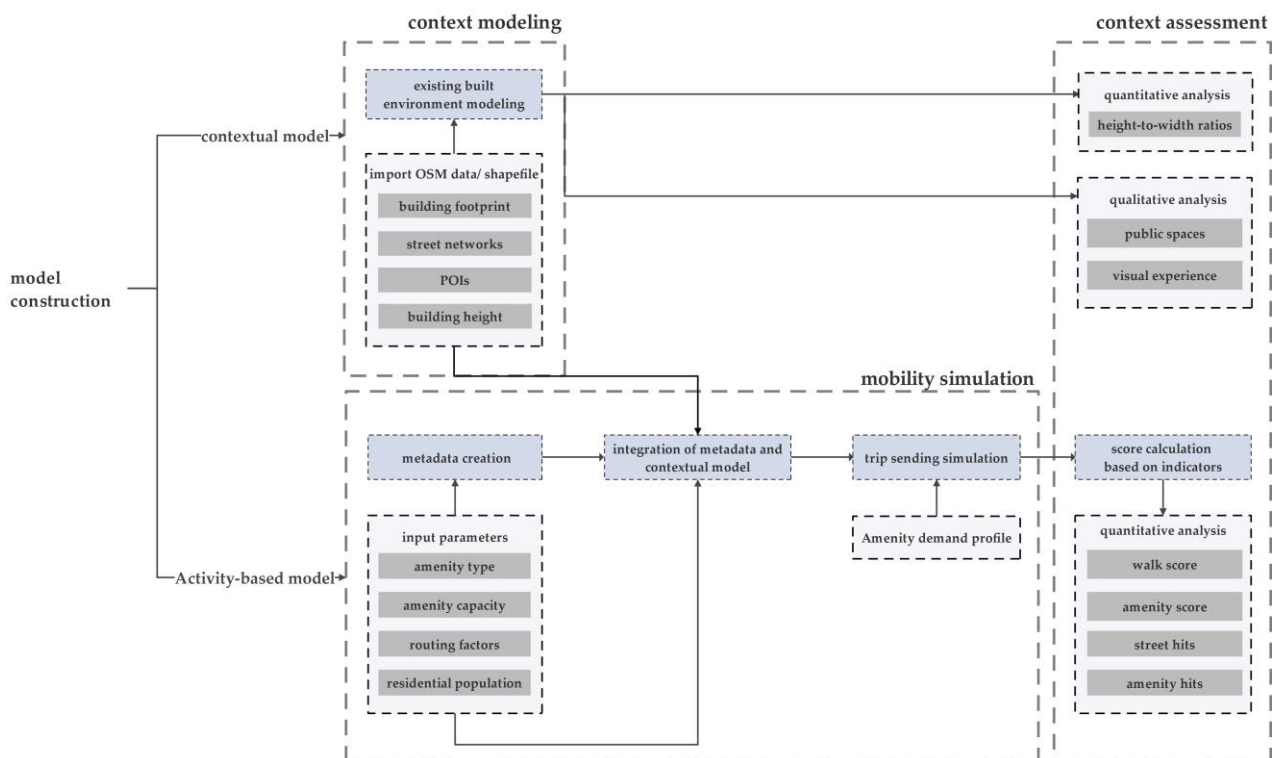 context modeling
context assessment
existing built
environment modeling
quantitative analysis
height-to-width ratios
contextual model
import OSM data/ shapefile
building footprint
street networks
POIs
building height
qualitative analysis
public spaces
visual experience
model
construction
mobility simulation
metadata creation
integration of metadata and
contextual model
trip sending simulation
score calculation
based on indicators
input parameters
amenity type
amenity capacity
routing factors
residential population
Amenity demand profile
quantitative analysis
walk score
amenity score
street hits
amenity hits
Activity-based model